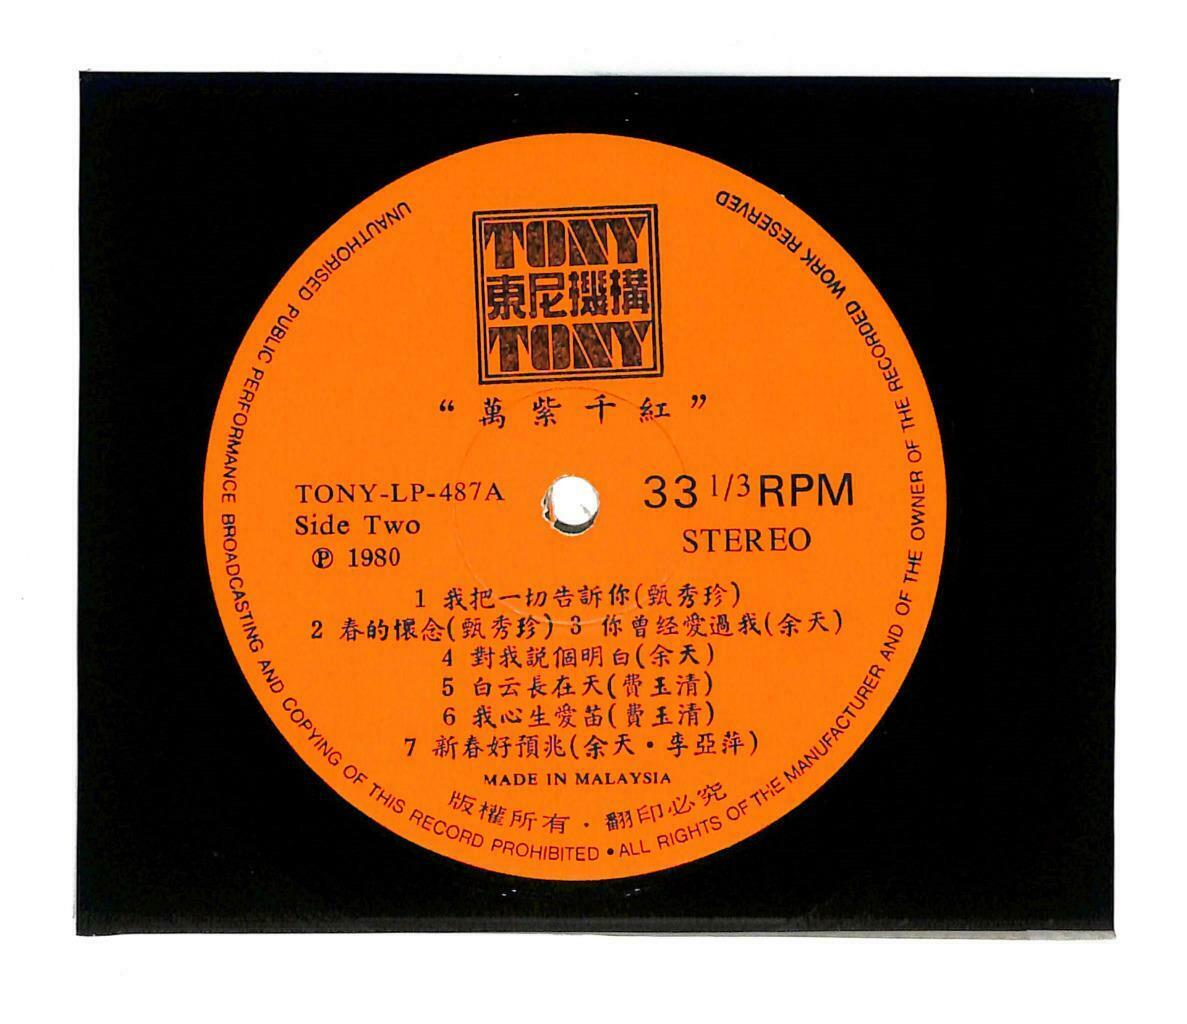 TONY
東尼機構
TONY
“萬紫千紅”
TONY-LP-487A
Side Two
Ⓟ 1980
33 1/3 RPM
STEREO
1 我把一切告訴你(甄秀珍)
2 春的懷念(甄秀珍) 3 你曾经愛過我(余天)
4 對我説個明白(余天)
5 白云長在天(費玉清)
6 我心生愛苗(費玉清)
7 新春好預兆(余天·李亞萍)
MADE IN MALAYSIA
版權所有·翻印必究
UNAUTHORISED PUBLIC PERFORMANCE BROADCASTING AND COPYING OF THIS RECORD PROHIBITED • ALL RIGHTS OF THE MANUFACTURER AND OF THE OWNER OF THE RECORDED WORK RESERVED